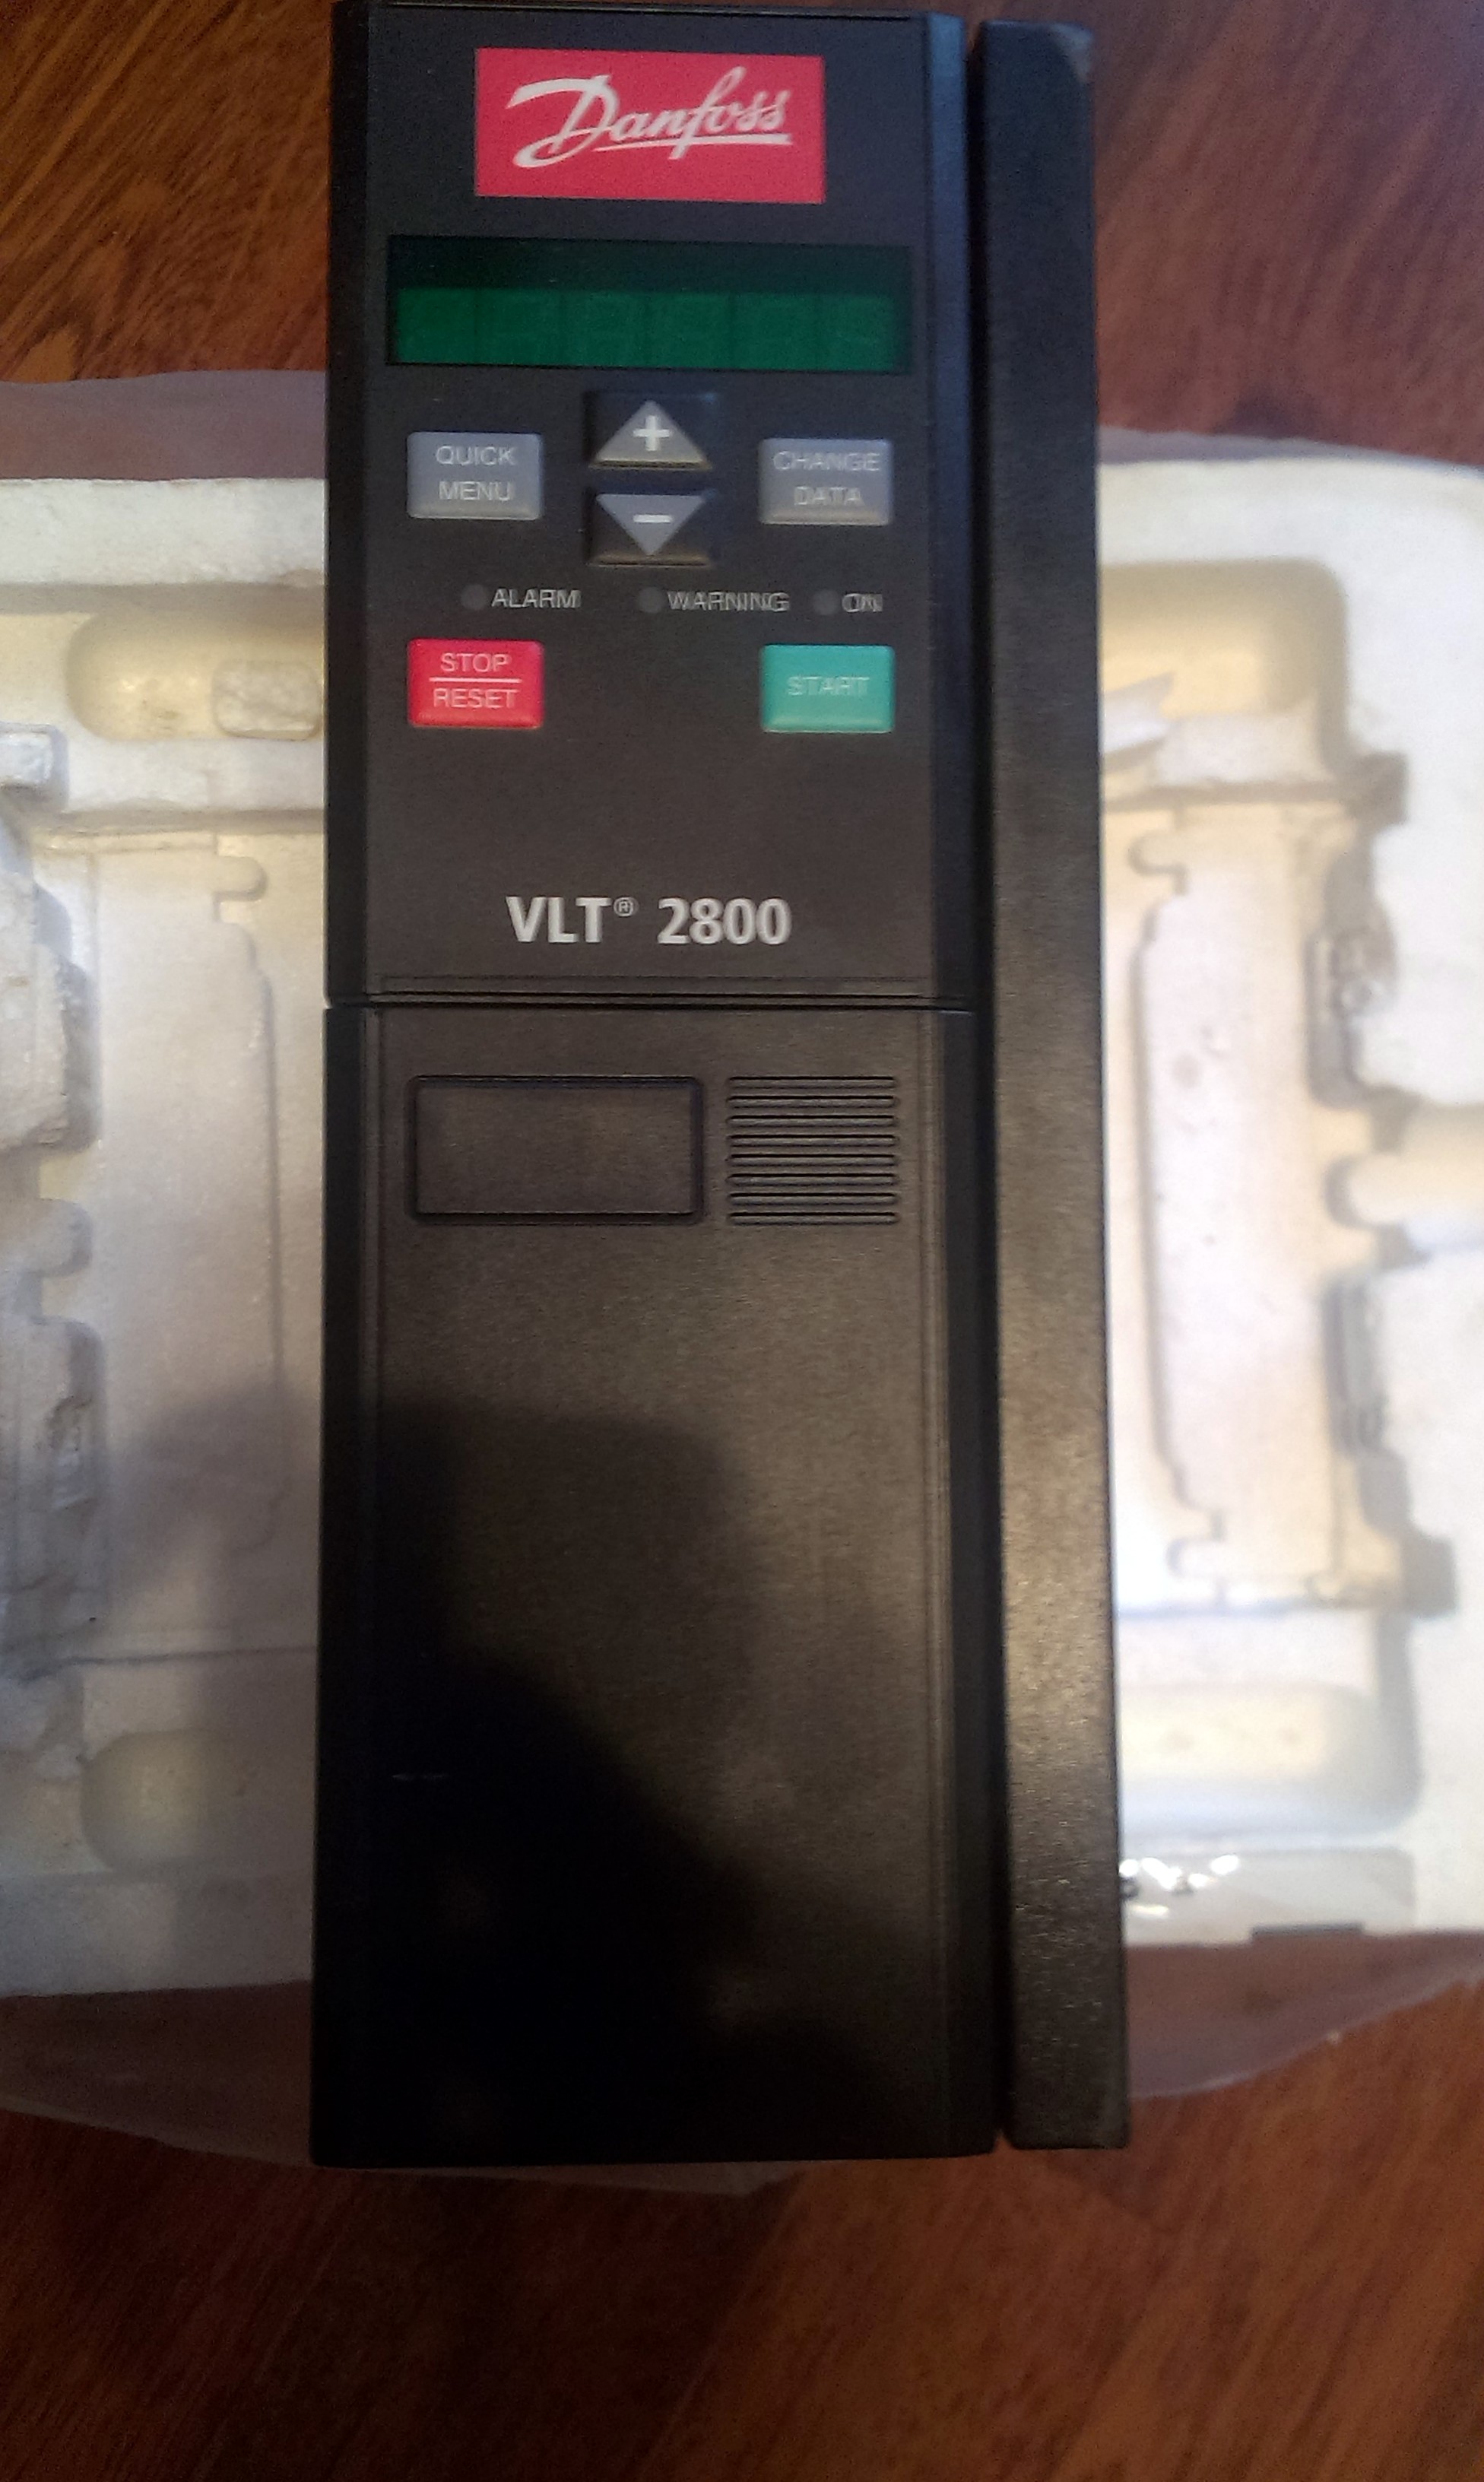 Danfoss
+
QUICK
MENU
CHANGE
DATA
-
ALARM WARNING ON
STOP
RESET
START
VLT® 2800